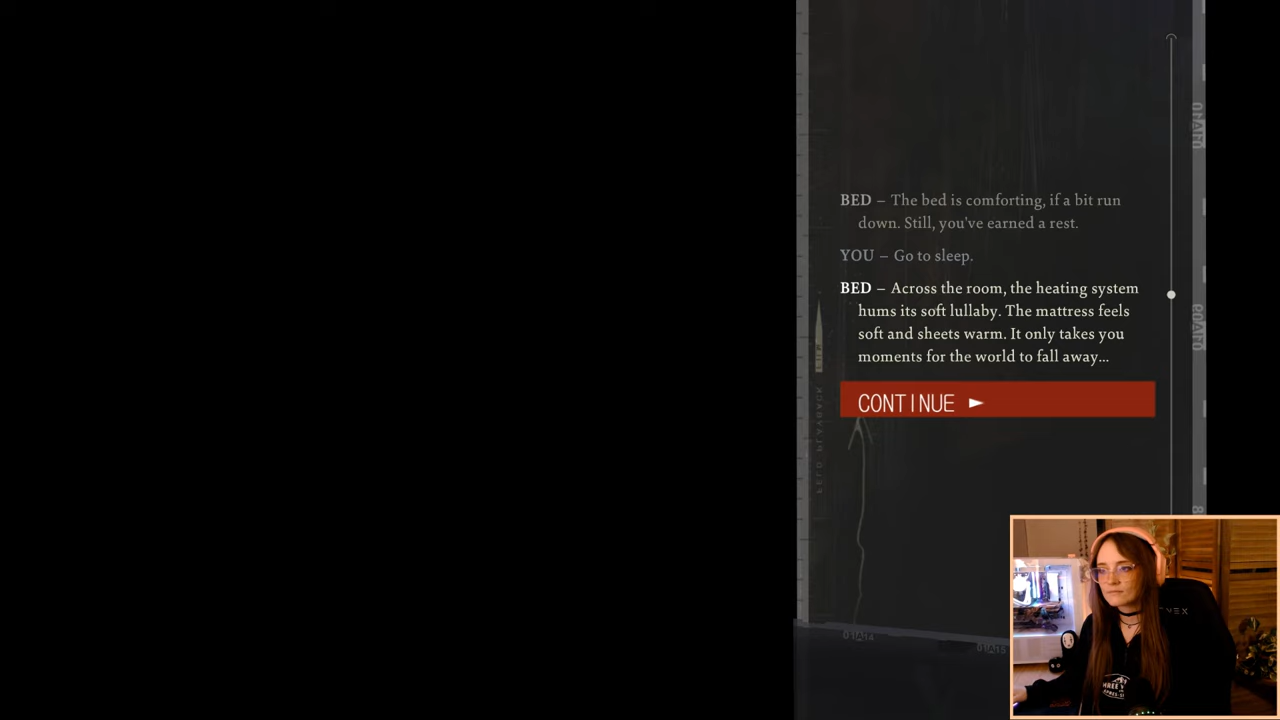 BED – The bed is comforting, if a bit run
down. Still, you've earned a rest.
YOU – Go to sleep.
BED – Across the room, the heating system
hums its soft lullaby. The mattress feels
soft and sheets warm. It only takes you
moments for the world to fall away...
CONTINUE
01A14
01A15